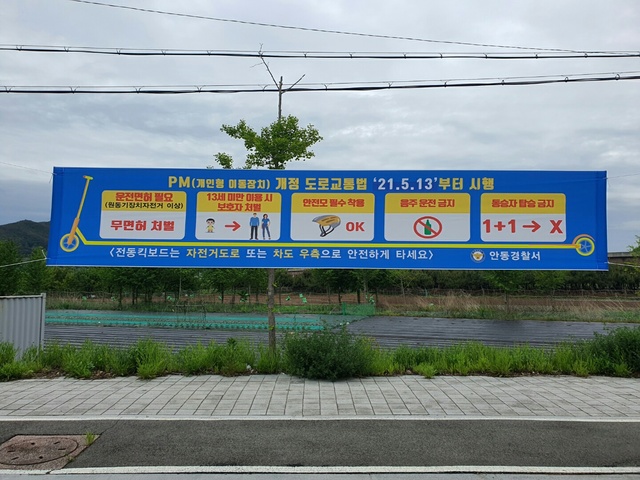 PM(개인형 이동장치) 개정 도로교통법 '21.5.13'부터 시행
운전면허 필요
(원동기장치자전거 이상)
무면허 처벌
13세 미만 이용 시
보호자 처벌
안전모 필수 착용
OK
음주 운전 금지
동승자 탑승 금지
1+1 → X
<전동킥보드는 자전거도로 또는 차도 우측으로 안전하게 타세요>
안동경찰서